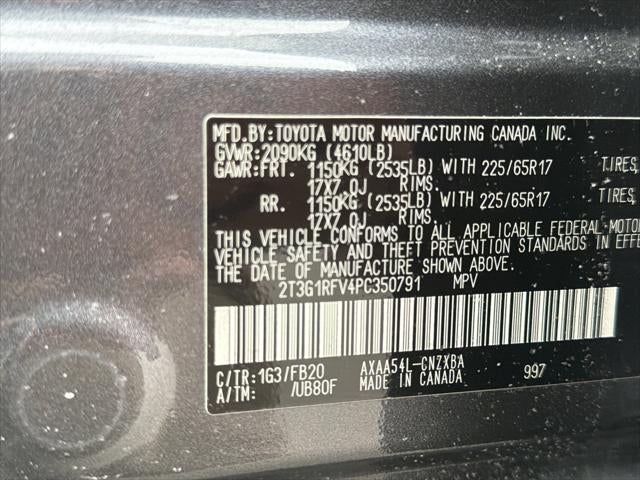 MFD.BY:TOYOTA MOTOR MANUFACTURING CANADA INC.
GVWR:2090KG (4610LB)
GAWR:FRT. 1150KG (2535LB) WITH 225/65R17 TIRES,
17X7.0J RIMS.
RR. 1150KG (2535LB) WITH 225/65R17 TIRES,
17X7.0J RIMS.
THIS VEHICLE CONFORMS TO ALL APPLICABLE FEDERAL MOTOR
VEHICLE SAFETY AND THEFT PREVENTION STANDARDS IN EFFE
THE DATE OF MANUFACTURE SHOWN ABOVE.
2T3G1RFV4PC350791 MPV
C/TR:1G3/FB20 AXAA54L-CNZXBA 997
A/TM: /UB80F MADE IN CANADA